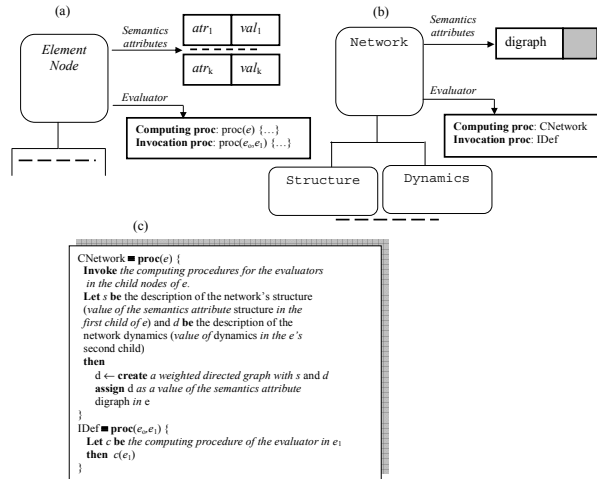 (a)
Element
Node
Semantics
attributes
atr1 val1
atrk valk
Evaluator
Computing proc: proc(e) {…}
Invocation proc: proc(eo,e1) {…}
(b)
Network
Semantics
attributes
digraph
Evaluator
Computing proc: CNetwork
Invocation proc: IDef
Structure
Dynamics
(c)
CNetwork = proc(e) {
Invoke the computing procedures for the evaluators
in the child nodes of e.
Let s be the description of the network's structure
(value of the semantics attribute structure in the
first child of e) and d be the description of the
network dynamics (value of dynamics in the e's
second child)
then
d ← create a weighted directed graph with s and d
assign d as a value of the semantics attribute
digraph in e
}
IDef = proc(eo,e1) {
Let c be the computing procedure of the evaluator in e1
then c(e1)
}